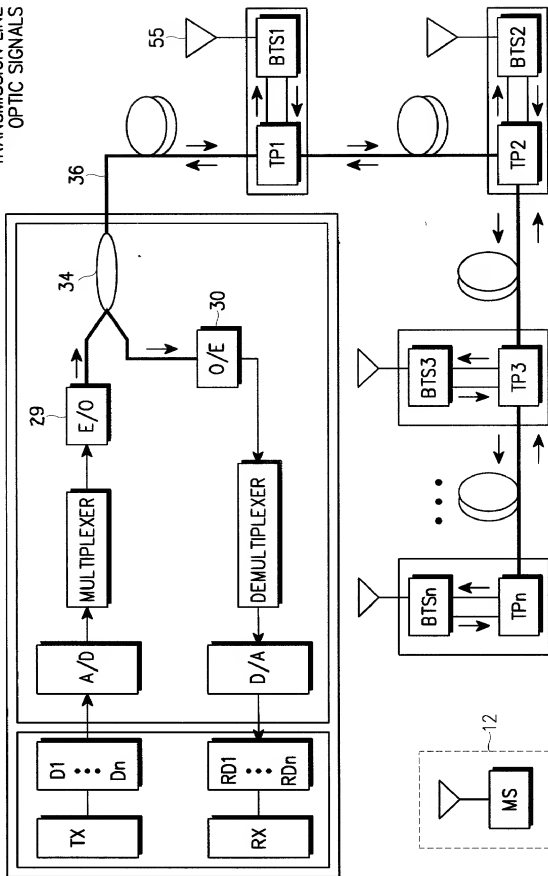 TRANSMISSION LINE
OPTIC SIGNALS
TX
D1
Dn
A/D
MULTIPLEXER
29
E/O
34
36
55
BTS1
TP1
RX
RD1
RDn
D/A
DEMULTIPLEXER
O/E
30
12
MS
BTSn
TPn
BTS3
TP3
BTS2
TP2